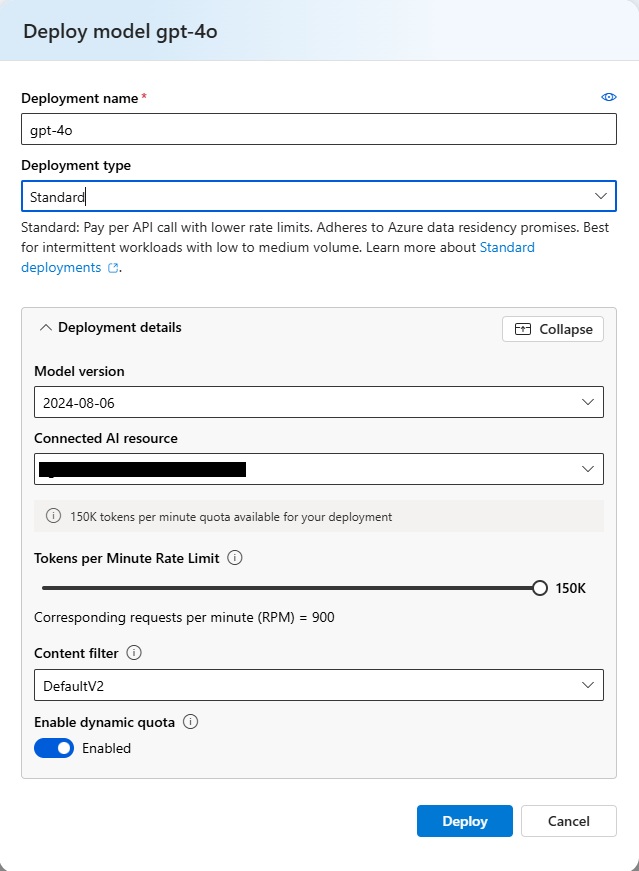 Deploy model gpt-4o
Deployment name *
gpt-4o
Deployment type
Standard
Standard: Pay per API call with lower rate limits. Adheres to Azure data residency promises. Best
for intermittent workloads with low to medium volume. Learn more about Standard
deployments.
Deployment details
Collapse
Model version
2024-08-06
Connected AI resource
150K tokens per minute quota available for your deployment
Tokens per Minute Rate Limit
150K
Corresponding requests per minute (RPM) = 900
Content filter
DefaultV2
Enable dynamic quota
Enabled
Deploy
Cancel